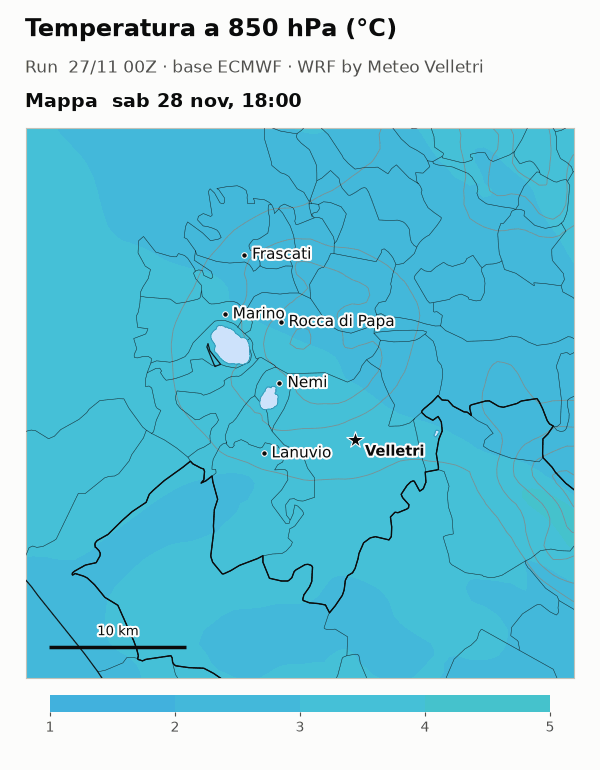 Temperatura a 850 hPa (°C)
Run  27/11 00Z · base ECMWF · WRF by Meteo Velletri
Mappa  sab 28 nov, 18:00
Frascati
Marino
Rocca di Papa
Nemi
Velletri
Lanuvio
10 km
1 2 3 4 5